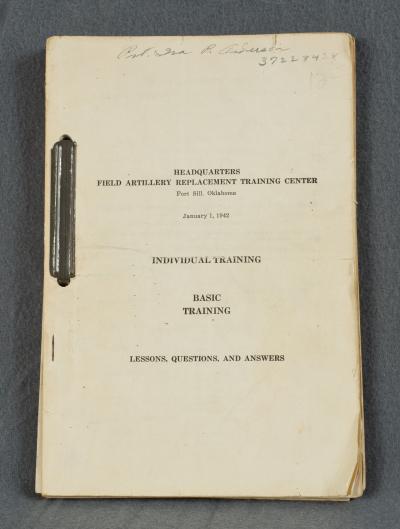 Pvt. Ira P. Anderson
37228428
HEADQUARTERS
FIELD ARTILLERY REPLACEMENT TRAINING CENTER
Fort Sill, Oklahoma
January 1, 1942
INDIVIDUAL TRAINING
BASIC
TRAINING
LESSONS, QUESTIONS, AND ANSWERS